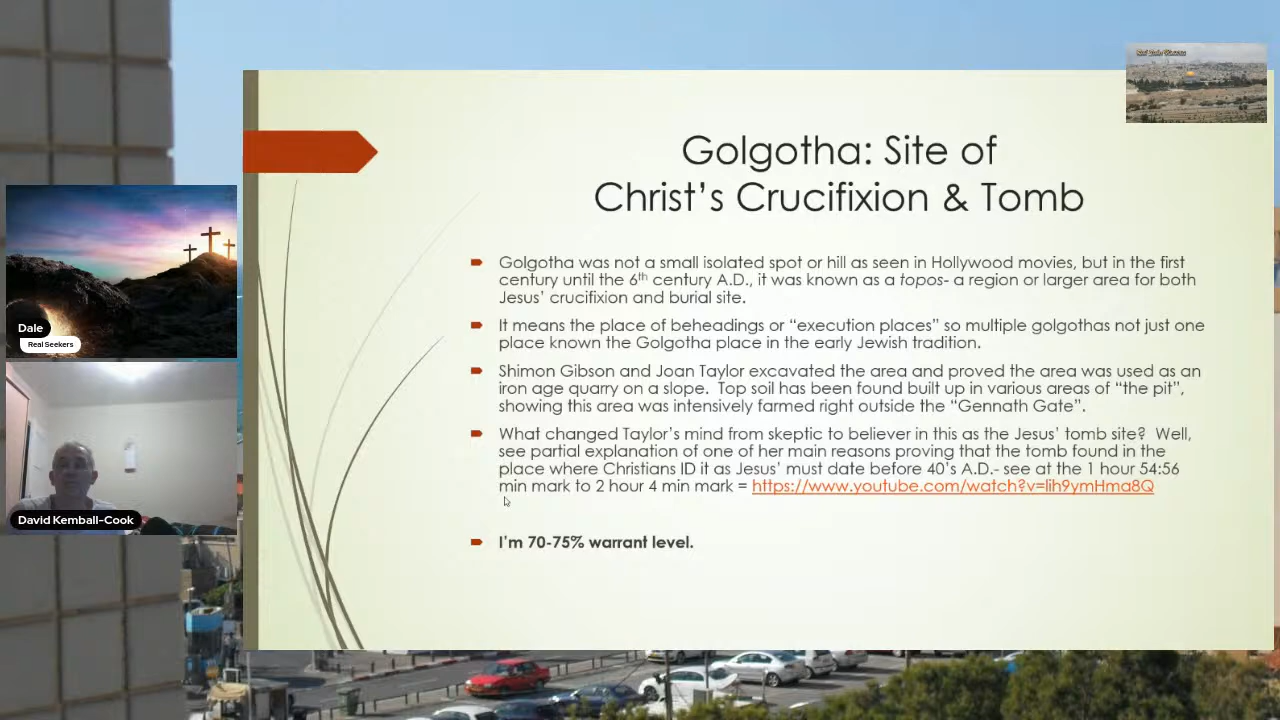 Golgotha: Site of
Christ's Crucifixion & Tomb
Golgotha was not a small isolated spot or hill as seen in Hollywood movies, but in the first
century until the 6th century A.D., it was known as a topos- a region or larger area for both
Jesus' crucifixion and burial site.
It means the place of beheadings or “execution places” so multiple golgothas not just one
place known the Golgotha place in the early Jewish tradition.
Shimon Gibson and Joan Taylor excavated the area and proved the area was used as an
iron age quarry on a slope. Top soil has been found built up in various areas of “the pit”,
showing this area was intensively farmed right outside the “Gennath Gate”.
What changed Taylor's mind from skeptic to believer in this as the Jesus' tomb site? Well,
see partial explanation of one of her main reasons proving that the tomb found in the
place where Christians ID it as Jesus' must date before 40's A.D.- see at the 1 hour 54:56
min mark to 2 hour 4 min mark = https://www.youtube.com/watch?v=lih9ymHma8Q
I'm 70-75% warrant level.
Dale
Real Seekers
David Kemball-Cook